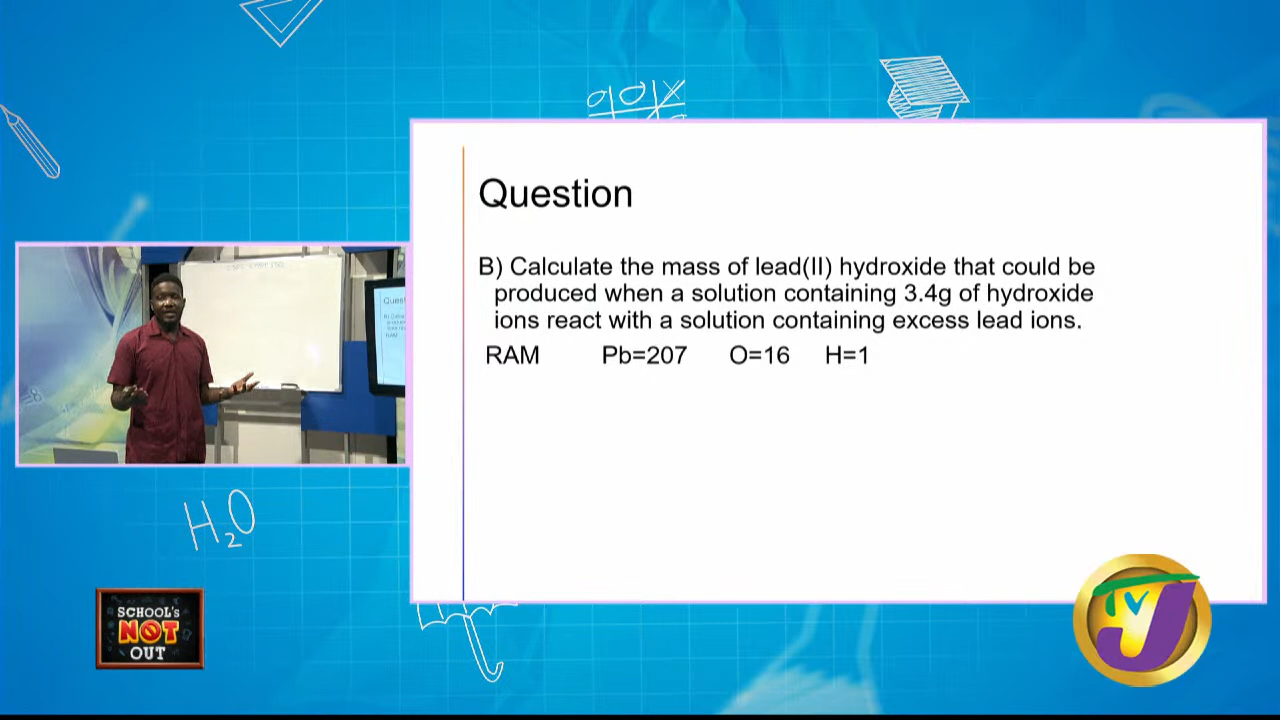 Question
B) Calculate the mass of lead(II) hydroxide that could be
produced when a solution containing 3.4g of hydroxide
ions react with a solution containing excess lead ions.
RAM Pb=207 O=16 H=1
H₂O
SCHOOL's
NOT
OUT
TVJ